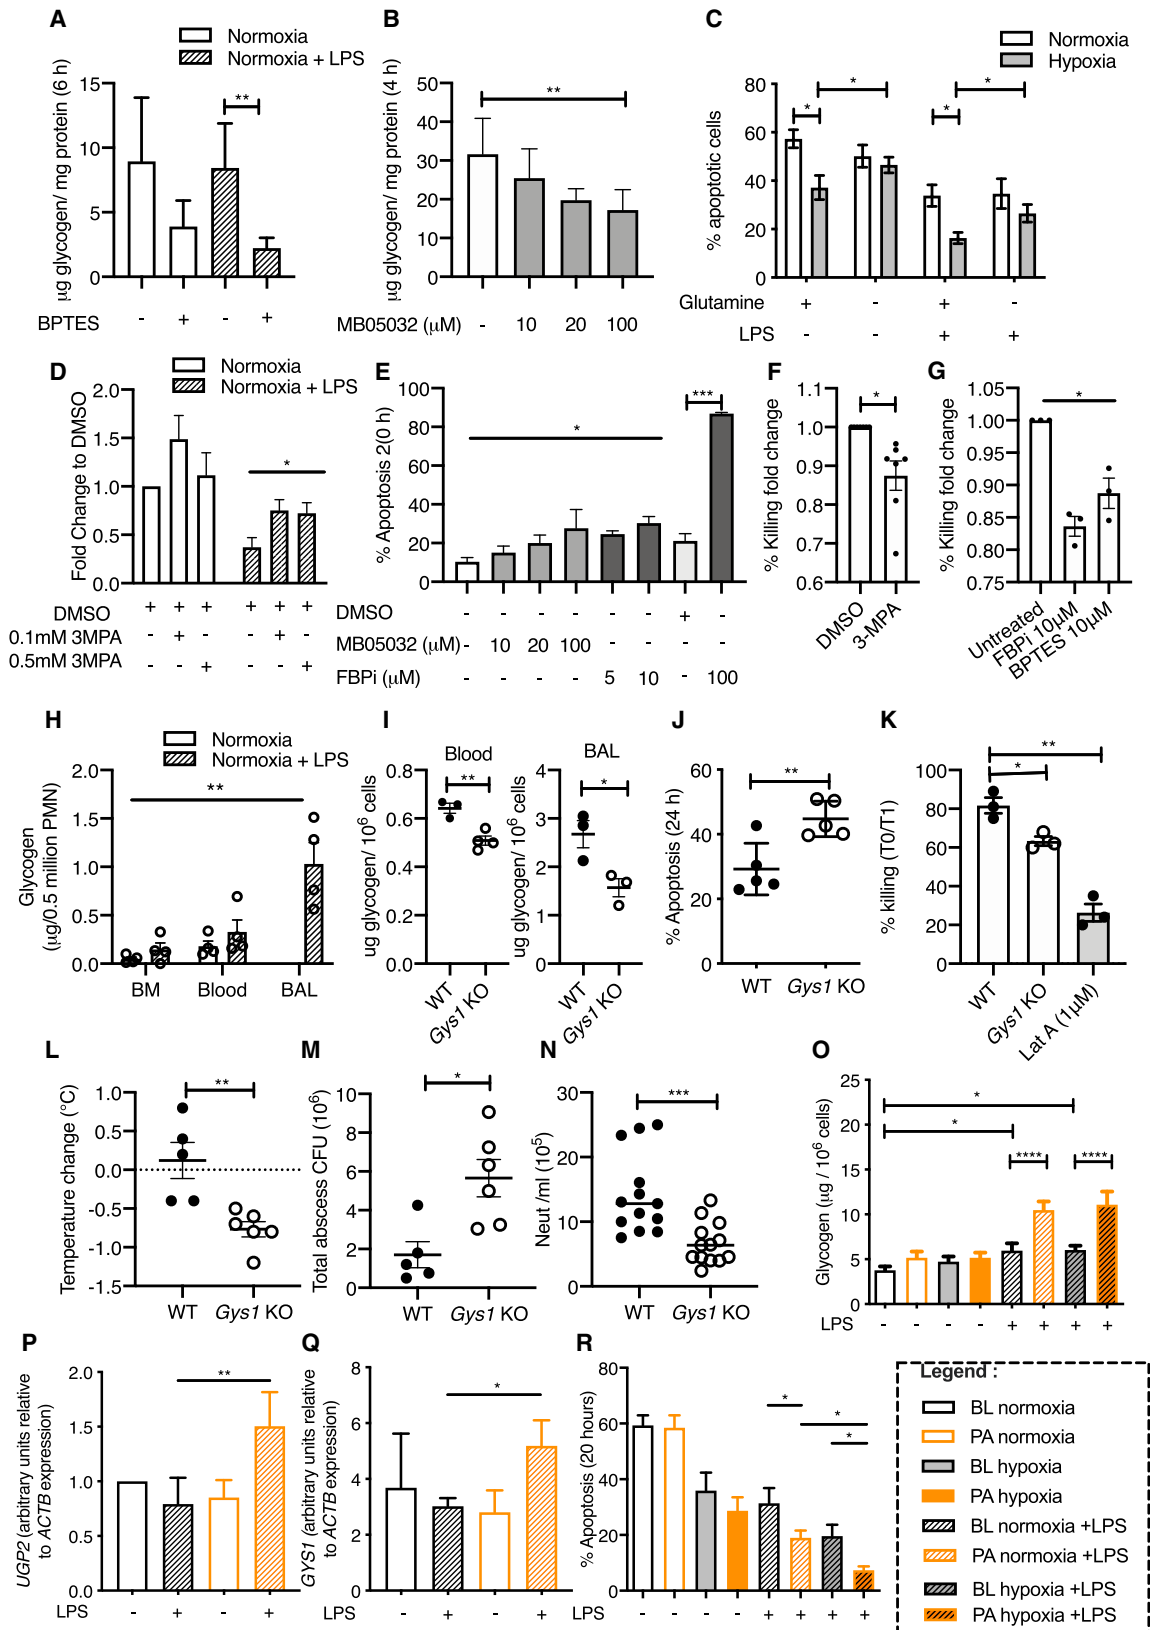 A
Normoxia
Normoxia + LPS
µg glycogen/ mg protein (6 h)
15
10
5
0
**
BPTES
- + - +
B
µg glycogen/ mg protein (4 h)
50
40
30
20
10
0
**
MB05032 (µM)
- 10 20 100
C
Normoxia
Hypoxia
% apoptotic cells
80
60
40
20
0
* * * *
Glutamine + - + -
LPS - - + +
D
Normoxia
Normoxia + LPS
Fold Change to DMSO
2.0
1.5
1.0
0.5
0.0
*
DMSO + + + + + +
0.1mM 3MPA - + - - + -
0.5mM 3MPA - - + - - +
E
% Apoptosis 2(0 h)
100
80
60
40
20
0
*
***
DMSO - - - - - - + -
MB05032 (µM) - 10 20 100 - - - -
FBPi (µM) - - - - 5 10 - 100
F
% Killing fold change
1.1
1.0
0.9
0.8
0.7
0.6
*
DMSO
3-MPA
G
% Killing fold change
1.05
1.00
0.95
0.90
0.85
0.80
0.75
*
Untreated
FBPi 10µM
BPTES 10µM
H
Normoxia
Normoxia + LPS
Glycogen
(µg/0.5 million PMN)
2.0
1.5
1.0
0.5
0.0
**
BM Blood BAL
I
Blood
ug glycogen/ 10⁶ cells
0.8
0.6
0.4
0.2
0.0
**
WT
Gys1 KO
BAL
ug glycogen/ 10⁶ cells
4
3
2
1
0
*
WT
Gys1 KO
J
% Apoptosis (24 h)
60
40
20
0
**
WT Gys1 KO
K
% killing (T0/T1)
100
80
60
40
20
0
**
*
WT
Gys1 KO
Lat A (1µM)
L
Temperature change (°C)
1.0
0.5
0.0
-0.5
-1.0
-1.5
**
WT Gys1 KO
M
Total abscess CFU (10⁶)
10
8
6
4
2
0
*
WT Gys1 KO
N
Neut /ml (10⁵)
30
20
10
0
***
WT Gys1 KO
O
Glycogen (µg / 10⁶ cells)
25
20
15
10
5
0
*
*
**** ****
LPS - - - - + + + +
P
UGP2 (arbitrary units relative
to ACTB expression)
2.0
1.5
1.0
0.5
0.0
**
LPS - + - +
Q
GYS1 (arbitrary units relative
to ACTB expression)
8
6
4
2
0
*
LPS - + - +
R
% Apoptosis (20 hours)
80
60
40
20
0
*
*
*
LPS - - - - + + + +
Legend :
BL normoxia
PA normoxia
BL hypoxia
PA hypoxia
BL normoxia +LPS
PA normoxia +LPS
BL hypoxia +LPS
PA hypoxia +LPS